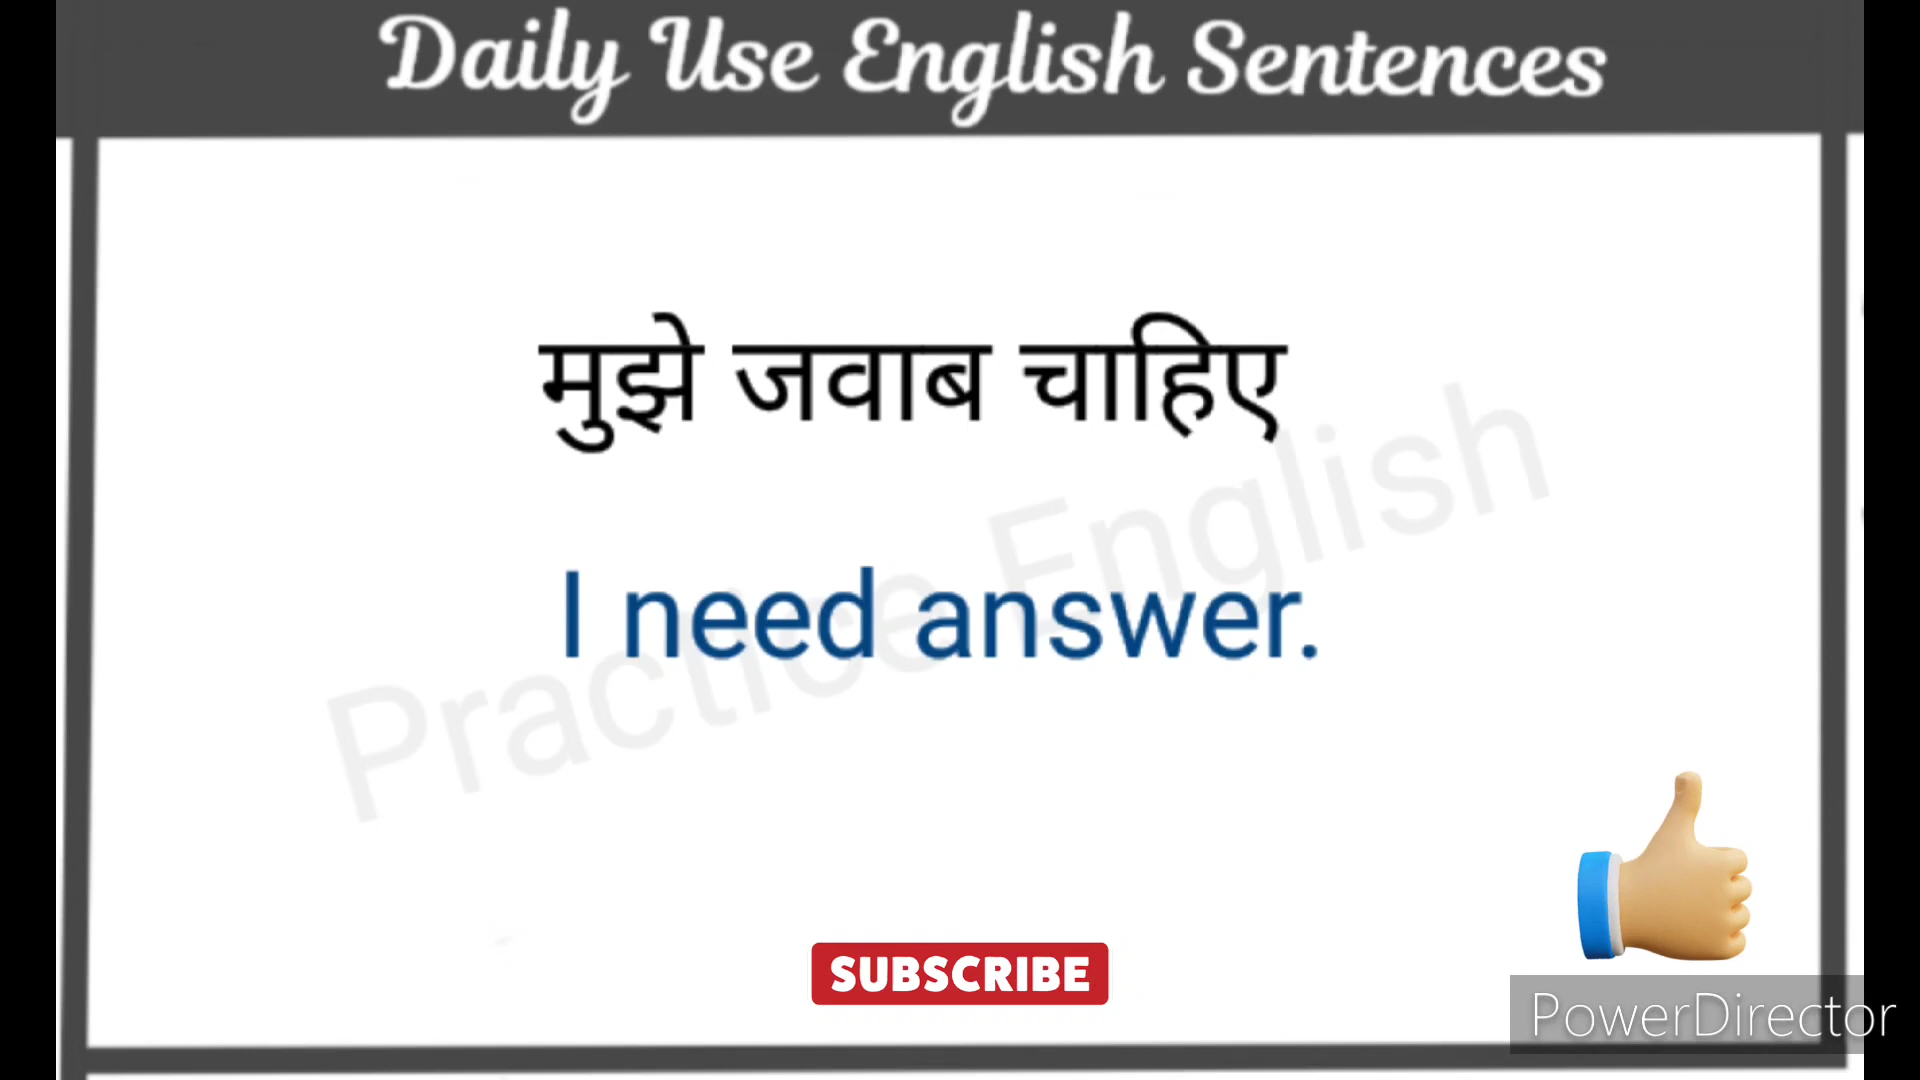 Daily Use English Sentences
मुझे जवाब चाहिए
I need answer.
Practice English
SUBSCRIBE
PowerDirector